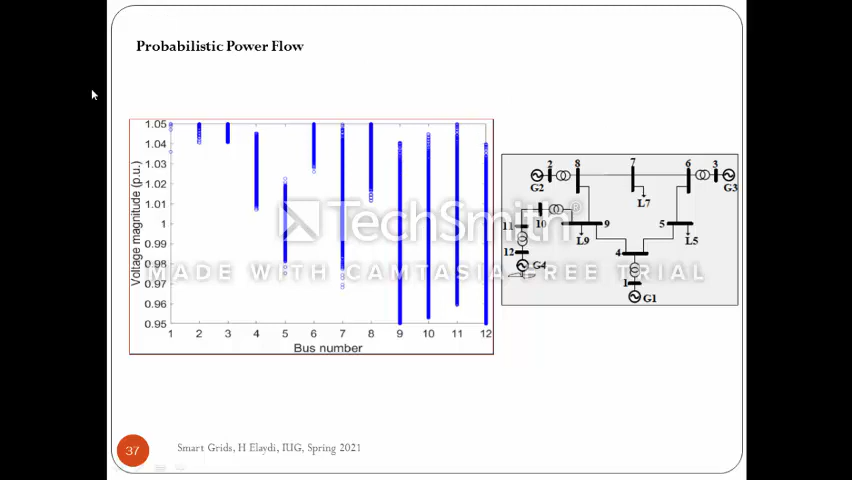 Probabilistic Power Flow
1.05
1.04
1.03
1.02
1.01
1
0.99
0.98
0.97
0.96
0.95
Voltage magnitude (p.u.)
1 2 3 4 5 6 7 8 9 10 11 12
Bus number
2 8 7 6 3
G2 L7 G3
11 10 9 5
L9 L5
12 4
G4
1
G1
TechSmith®
MADE WITH CAMTASIA FREE TRIAL
37
Smart Grids, H Elaydi, IUG, Spring 2021